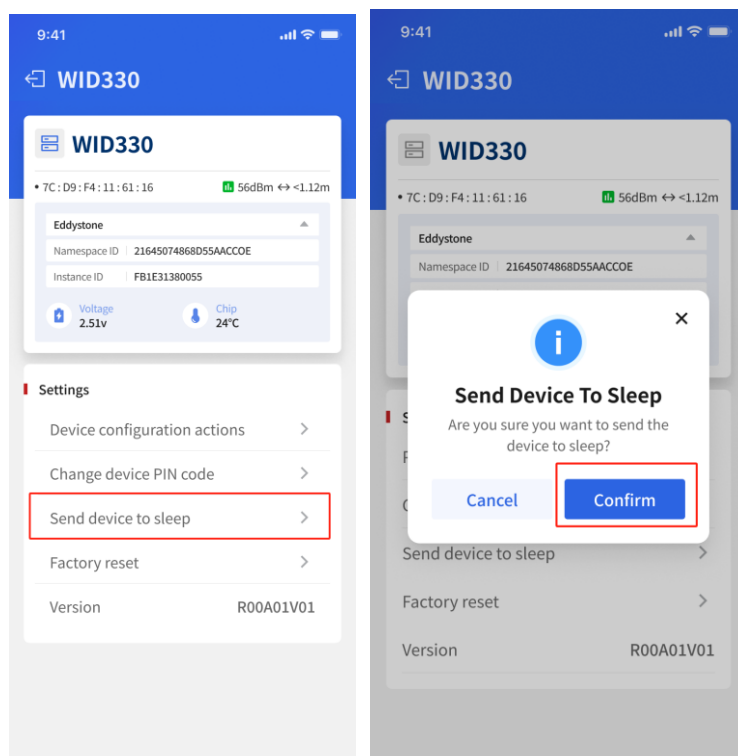 9:41
WID330
WID330
• 7C : D9 : F4 : 11 : 61 : 16 56dBm ↔ <1.12m
Eddystone
Namespace ID 21645074868D55AACCOE
Instance ID FB1E31380055
Voltage
2.51v
Chip
24°C
Settings
Device configuration actions
Change device PIN code
Send device to sleep
Factory reset
Version R00A01V01
9:41
WID330
WID330
• 7C : D9 : F4 : 11 : 61 : 16 56dBm ↔ <1.12m
Eddystone
Namespace ID 21645074868D55AACCOE
Send Device To Sleep
Are you sure you want to send the
device to sleep?
Cancel Confirm
Send device to sleep
Factory reset
Version R00A01V01